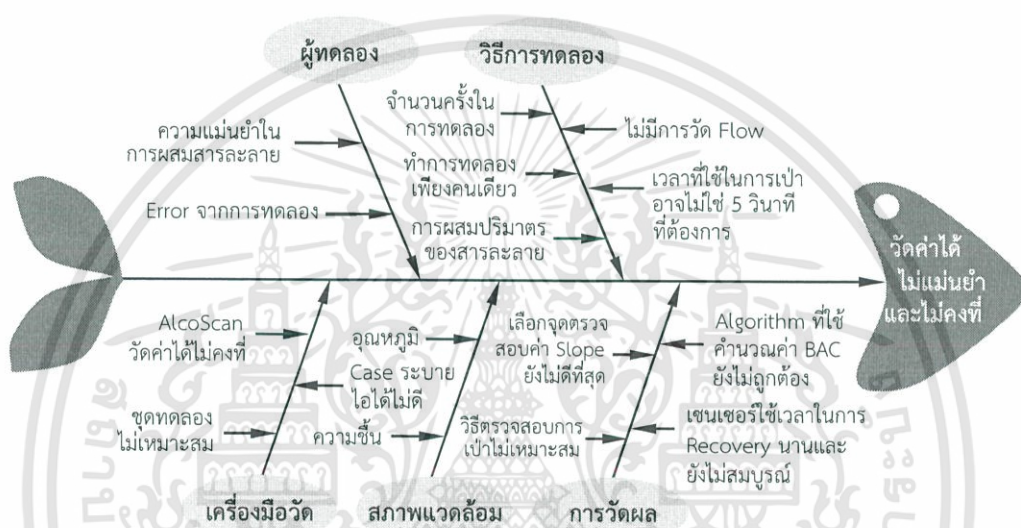 ผู้ทดลอง
วิธีการทดลอง
ความแม่นยำใน
การผสมสารละลาย
Error จากการทดลอง
จำนวนครั้งใน
การทดลอง
ทำการทดลอง
เพียงคนเดียว
การผสมปริมาตร
ของสารละลาย
ไม่มีการวัด Flow
เวลาที่ใช้ในการเป่า
อาจไม่ใช่ 5 วินาที
ที่ต้องการ
วัดค่าได้
ไม่แม่นยำ
และไม่คงที่
AlcoScan
วัดค่าได้ไม่คงที่
ชุดทดลอง
ไม่เหมาะสม
Case ระบาย
ไอได้ไม่ดี
อุณหภูมิ
ความชื้น
เลือกจุดตรวจ
สอบค่า Slope
ยังไม่ดีที่สุด
วิธีตรวจสอบการ
เป่าไม่เหมาะสม
Algorithm ที่ใช้
คำนวณค่า BAC
ยังไม่ถูกต้อง
เซนเซอร์ใช้เวลาในการ
Recovery นานและ
ยังไม่สมบูรณ์
เครื่องมือวัด
สภาพแวดล้อม
การวัดผล